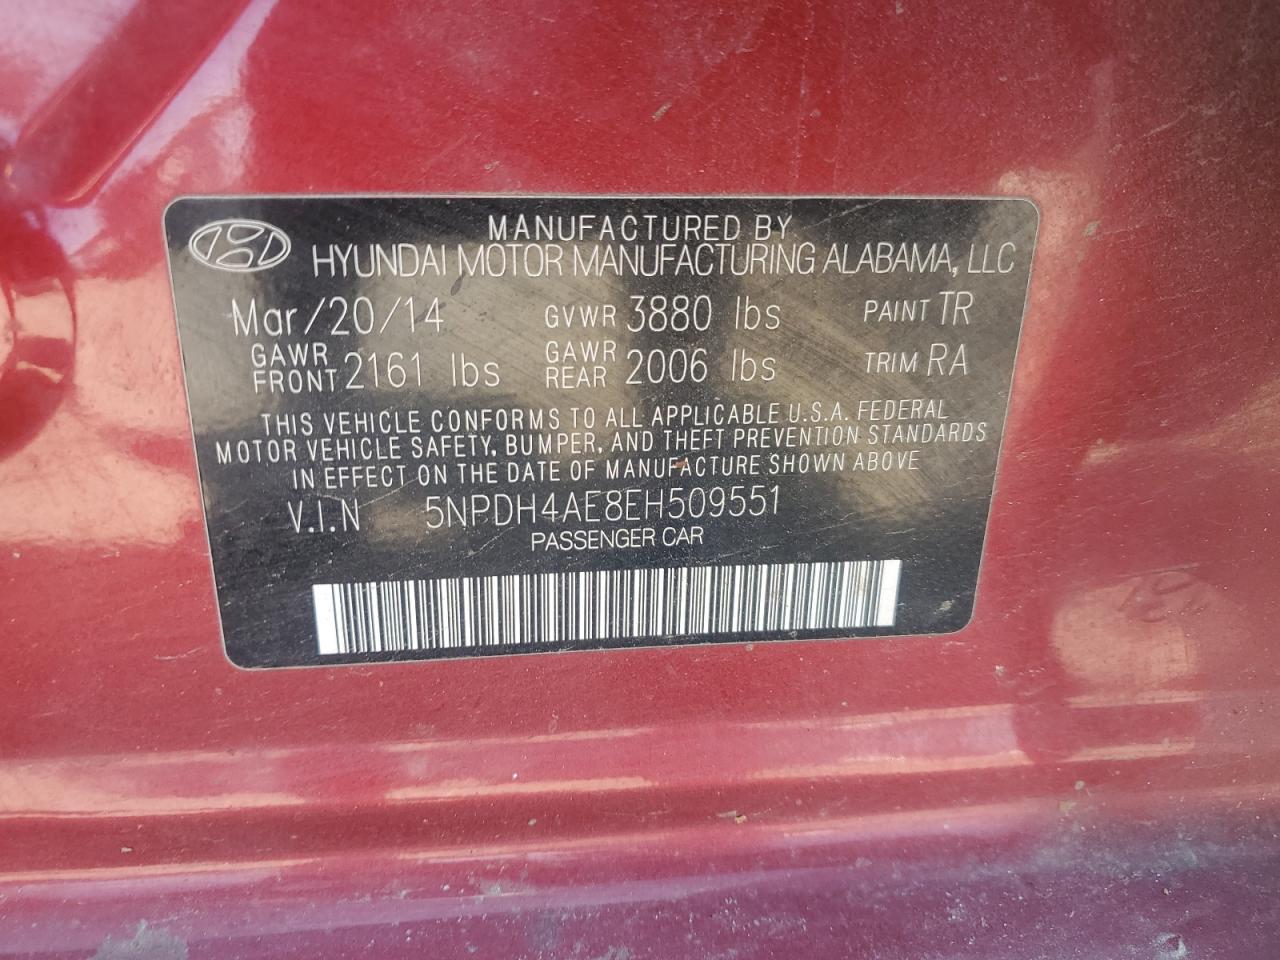 MANUFACTURED BY
HYUNDAI MOTOR MANUFACTURING ALABAMA, LLC
Mar/20/14 GVWR 3880 lbs PAINT TR
GAWR FRONT 2161 lbs GAWR REAR 2006 lbs TRIM RA
THIS VEHICLE CONFORMS TO ALL APPLICABLE U.S.A. FEDERAL
MOTOR VEHICLE SAFETY, BUMPER, AND THEFT PREVENTION STANDARDS
IN EFFECT ON THE DATE OF MANUFACTURE SHOWN ABOVE
V.I.N 5NPDH4AE8EH509551
PASSENGER CAR